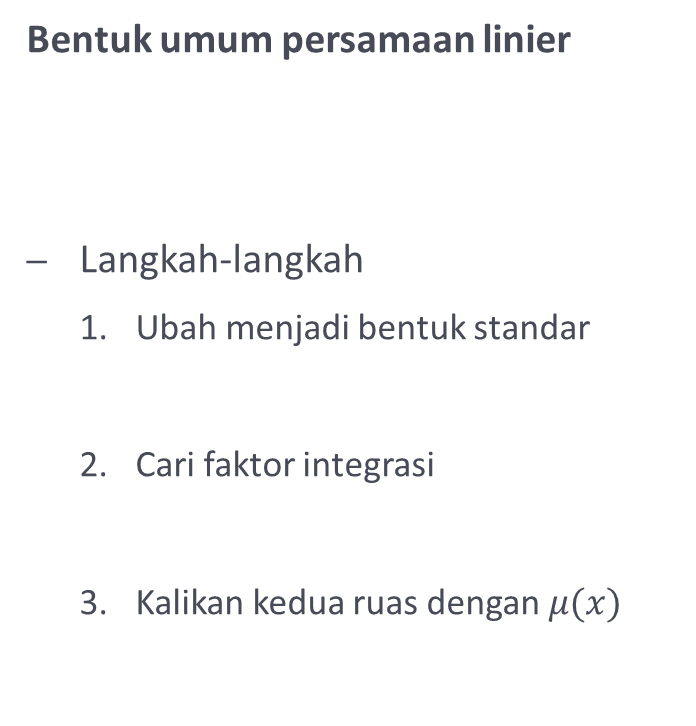 Bentuk umum persamaan linier
– Langkah-langkah
1. Ubah menjadi bentuk standar
2. Cari faktor integrasi
3. Kalikan kedua ruas dengan 𝜇(𝑥)